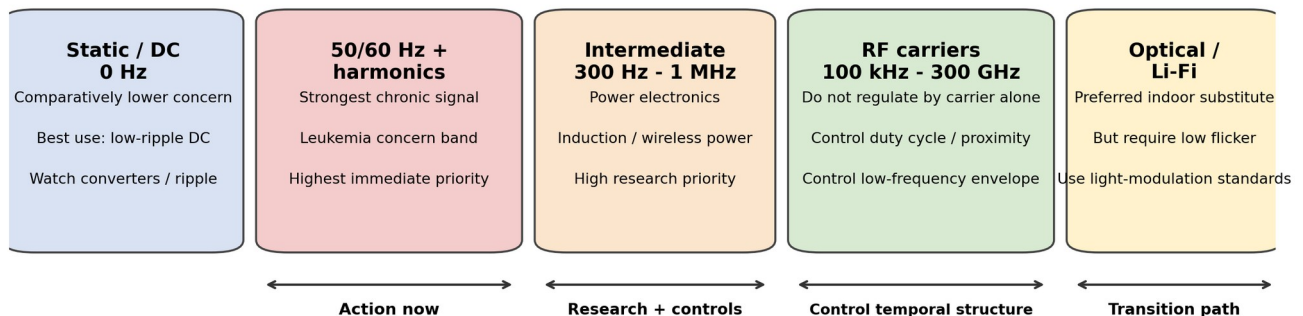 Static / DC
0 Hz
Comparatively lower concern
Best use: low-ripple DC
Watch converters / ripple
50/60 Hz +
harmonics
Strongest chronic signal
Leukemia concern band
Highest immediate priority
Intermediate
300 Hz - 1 MHz
Power electronics
Induction / wireless power
High research priority
RF carriers
100 kHz - 300 GHz
Do not regulate by carrier alone
Control duty cycle / proximity
Control low-frequency envelope
Optical /
Li-Fi
Preferred indoor substitute
But require low flicker
Use light-modulation standards
Action now
Research + controls
Control temporal structure
Transition path